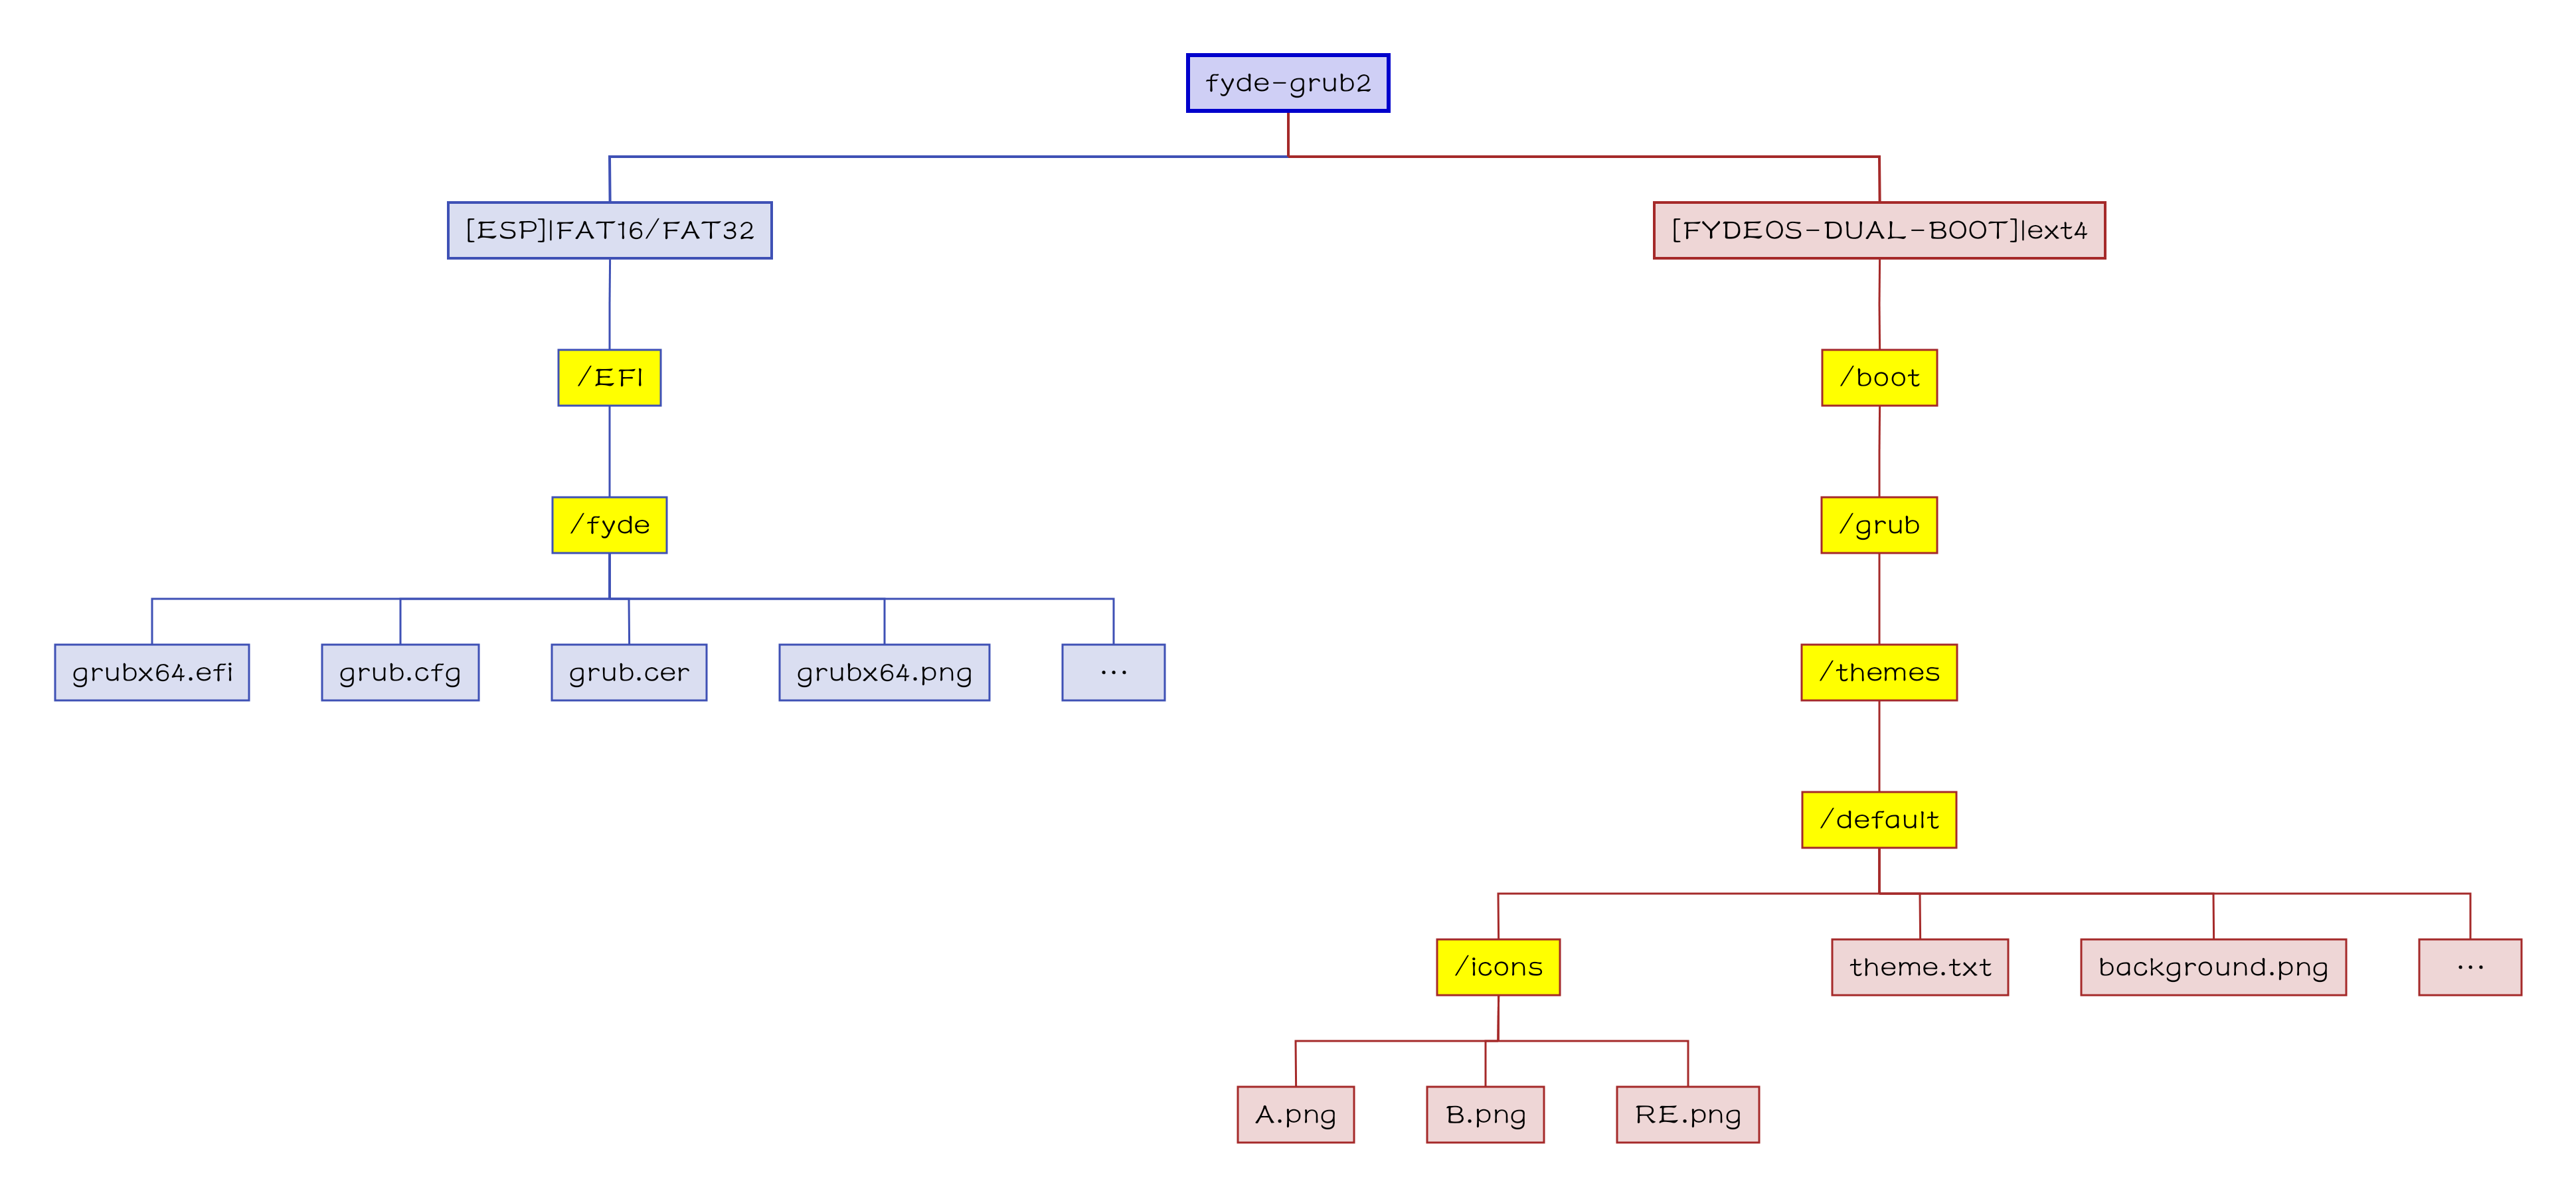 fyde-grub2
[ESP]|FAT16/FAT32
[FYDEOS-DUAL-BOOT]|ext4
/EFI
/boot
/fyde
/grub
grubx64.efi
grub.cfg
grub.cer
grubx64.png
...
/themes
/default
/icons
theme.txt
background.png
...
A.png
B.png
RE.png